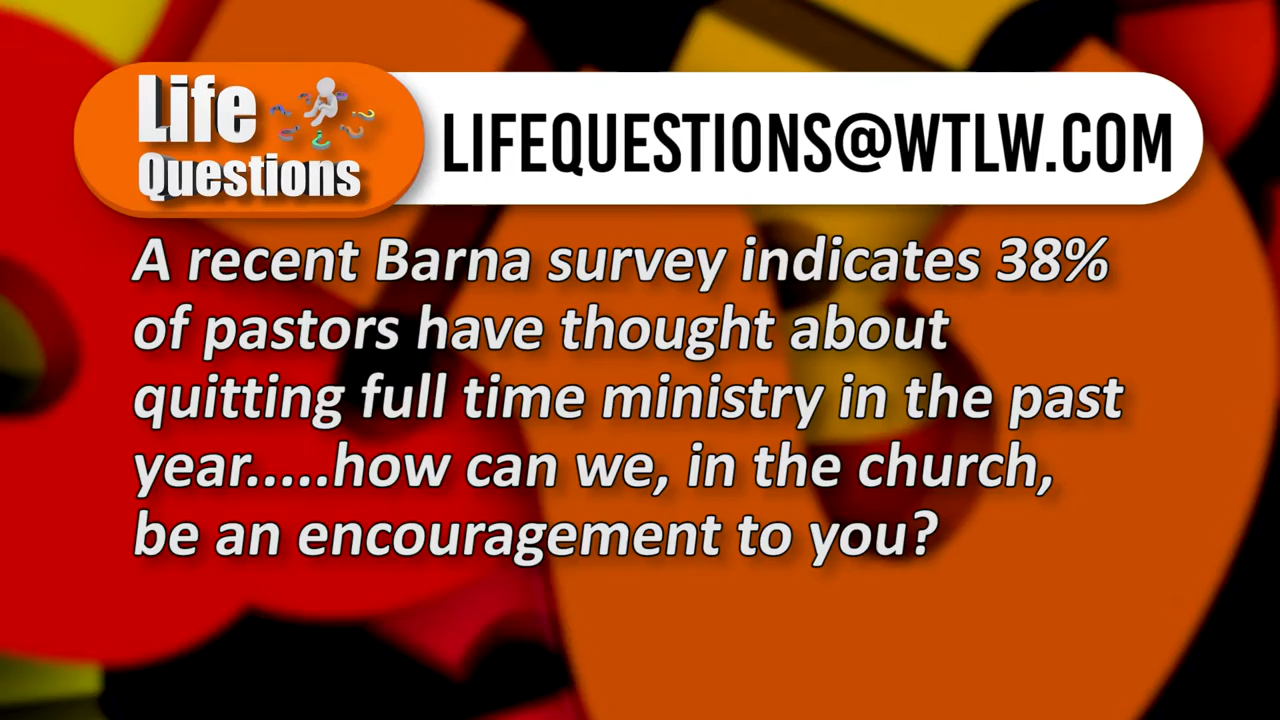 Life
Questions
LIFEQUESTIONS@WTLW.COM
A recent Barna survey indicates 38%
of pastors have thought about
quitting full time ministry in the past
year.....how can we, in the church,
be an encouragement to you?